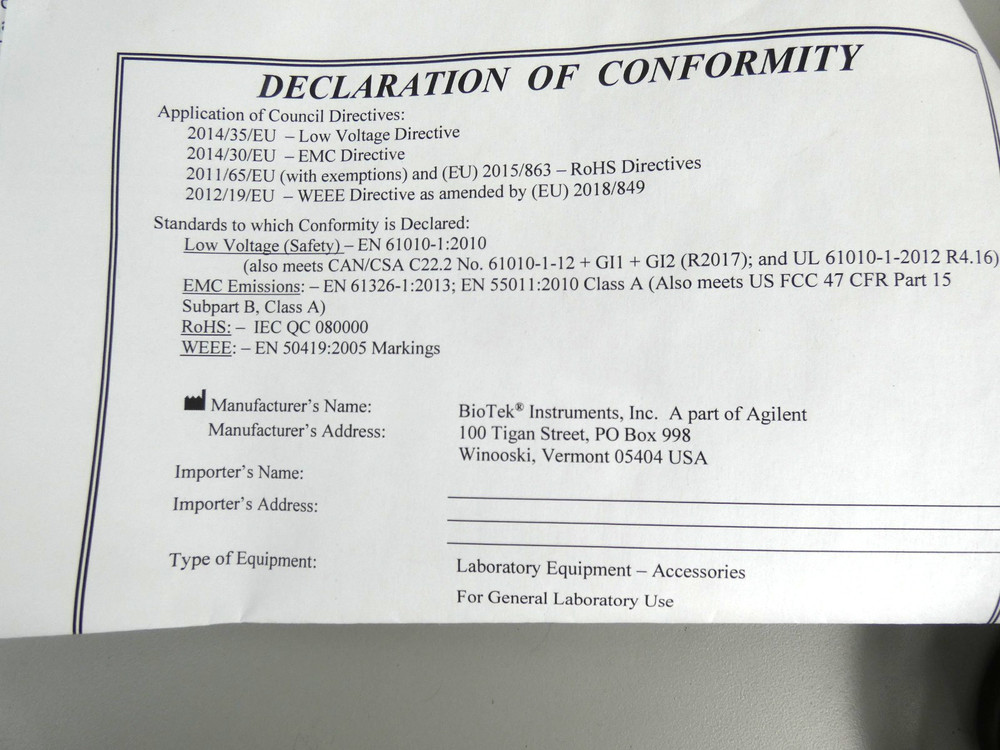 DECLARATION OF CONFORMITY
Application of Council Directives:
2014/35/EU – Low Voltage Directive
2014/30/EU – EMC Directive
2011/65/EU (with exemptions) and (EU) 2015/863 – RoHS Directives
2012/19/EU – WEEE Directive as amended by (EU) 2018/849
Standards to which Conformity is Declared:
Low Voltage (Safety) – EN 61010-1:2010
(also meets CAN/CSA C22.2 No. 61010-1-12 + GI1 + GI2 (R2017); and UL 61010-1-2012 R4.16)
EMC Emissions: – EN 61326-1:2013; EN 55011:2010 Class A (Also meets US FCC 47 CFR Part 15
Subpart B, Class A)
RoHS: – IEC QC 080000
WEEE: – EN 50419:2005 Markings
Manufacturer's Name: BioTek® Instruments, Inc. A part of Agilent
Manufacturer's Address: 100 Tigan Street, PO Box 998
Winooski, Vermont 05404 USA
Importer's Name:
Importer's Address:
Type of Equipment: Laboratory Equipment – Accessories
For General Laboratory Use